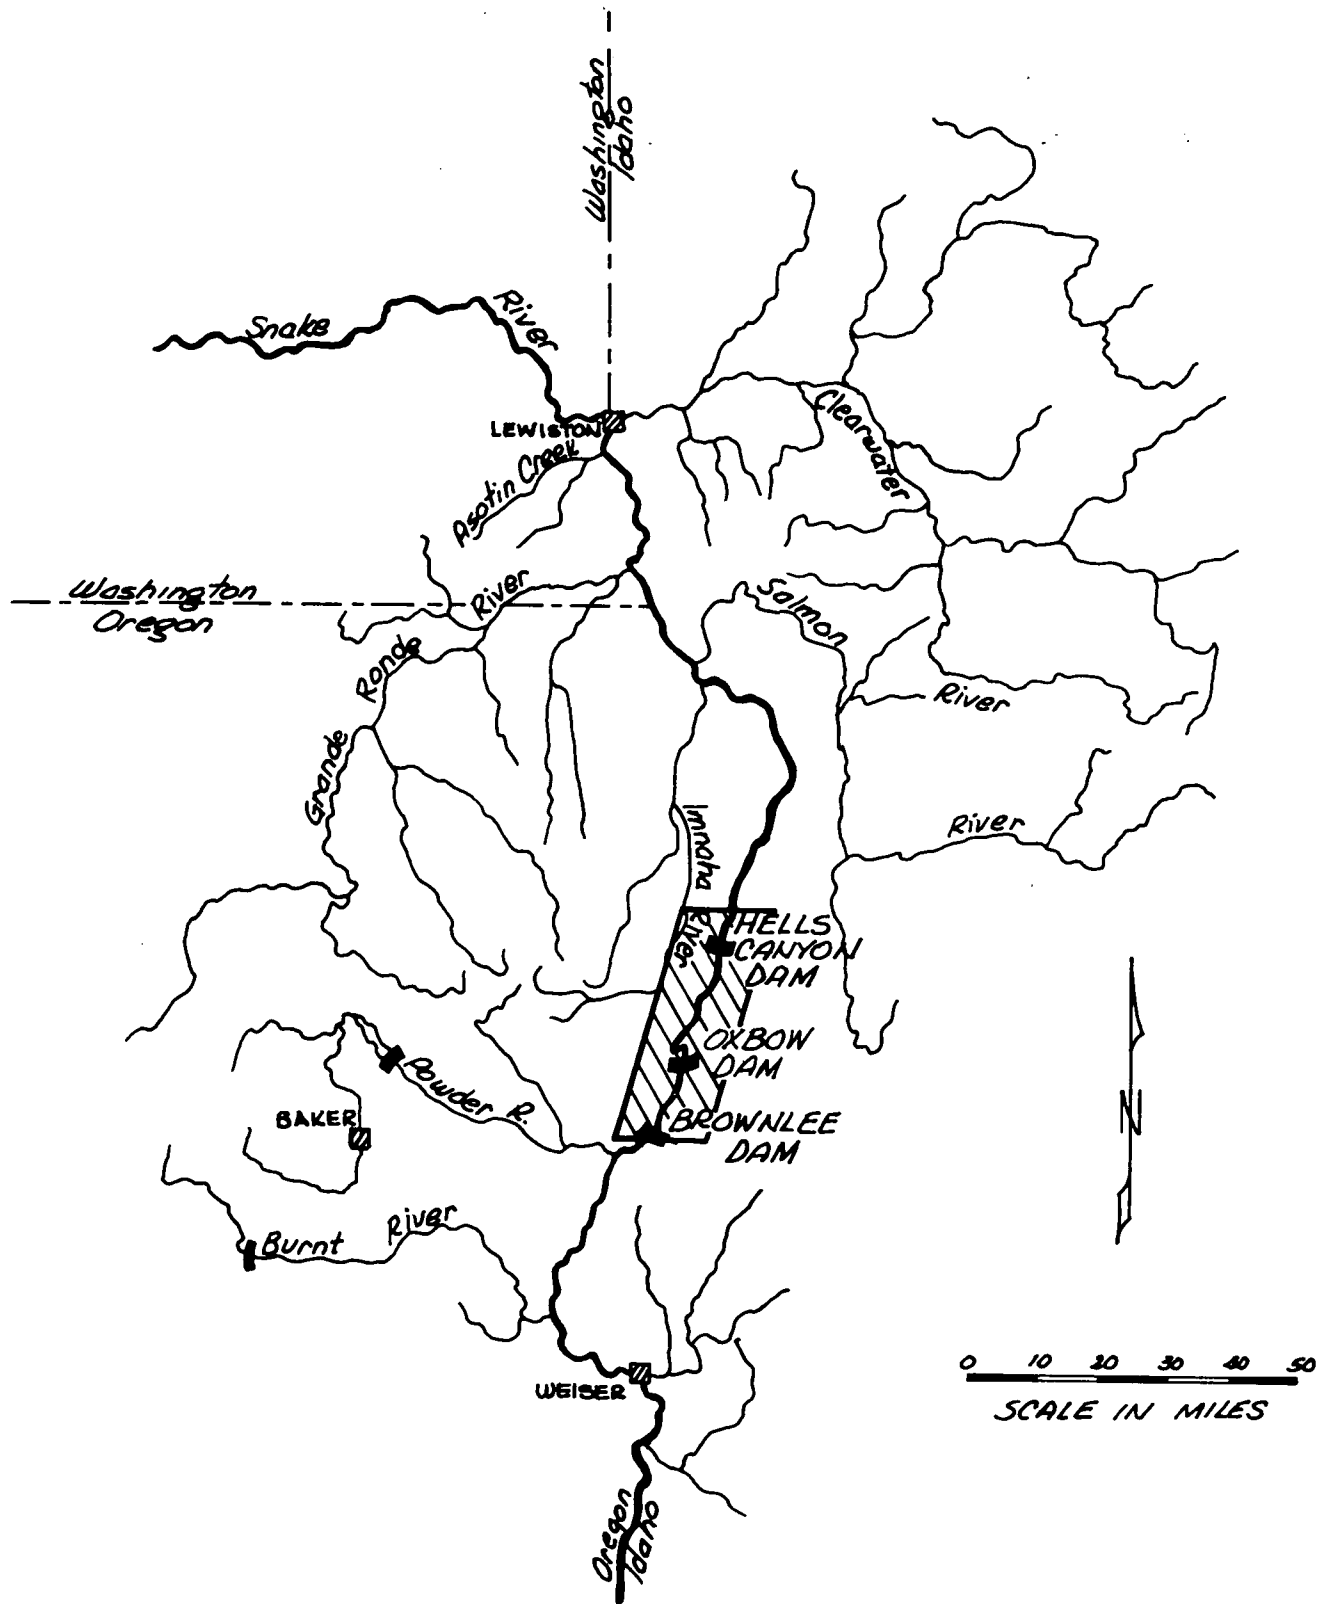 Washington
Idaho
Snake River
LEWISTON
Clearwater
Asotin Creek
Washington
Oregon
River
Salmon
Ronde
River
Grande
Imnaha
River
River
HELLS
CANYON
DAM
OXBOW
DAM
Powder R.
BROWNLEE
DAM
BAKER
N
Burnt River
WEISER
0 10 20 30 40 50
SCALE IN MILES
Oregon
Idaho